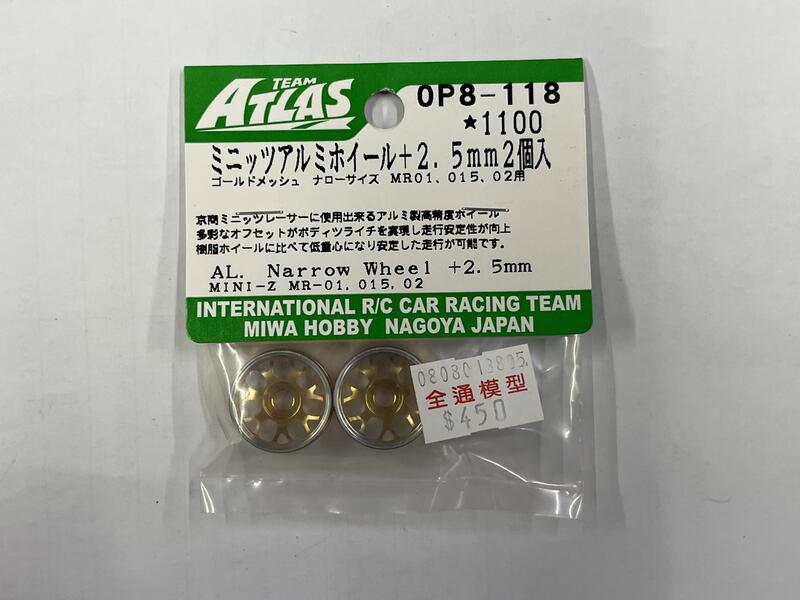 TEAM
ATLAS
OP8-118
★1100
ミニッツアルミホイール+2.5mm2個入
ゴールドメッシュ ナローサイズ MR01、015、02用
京商ミニッツレーサーに使用出来るアルミ製高精度ホイール
多彩なオフセットがボディツライチを実現し走行安定性が向上
樹脂ホイールに比べて低重心になり安定した走行が可能です。
AL. Narrow Wheel +2.5mm
MINI-Z MR-01, 015, 02
INTERNATIONAL R/C CAR RACING TEAM
MIWA HOBBY NAGOYA JAPAN
全通模型
$450